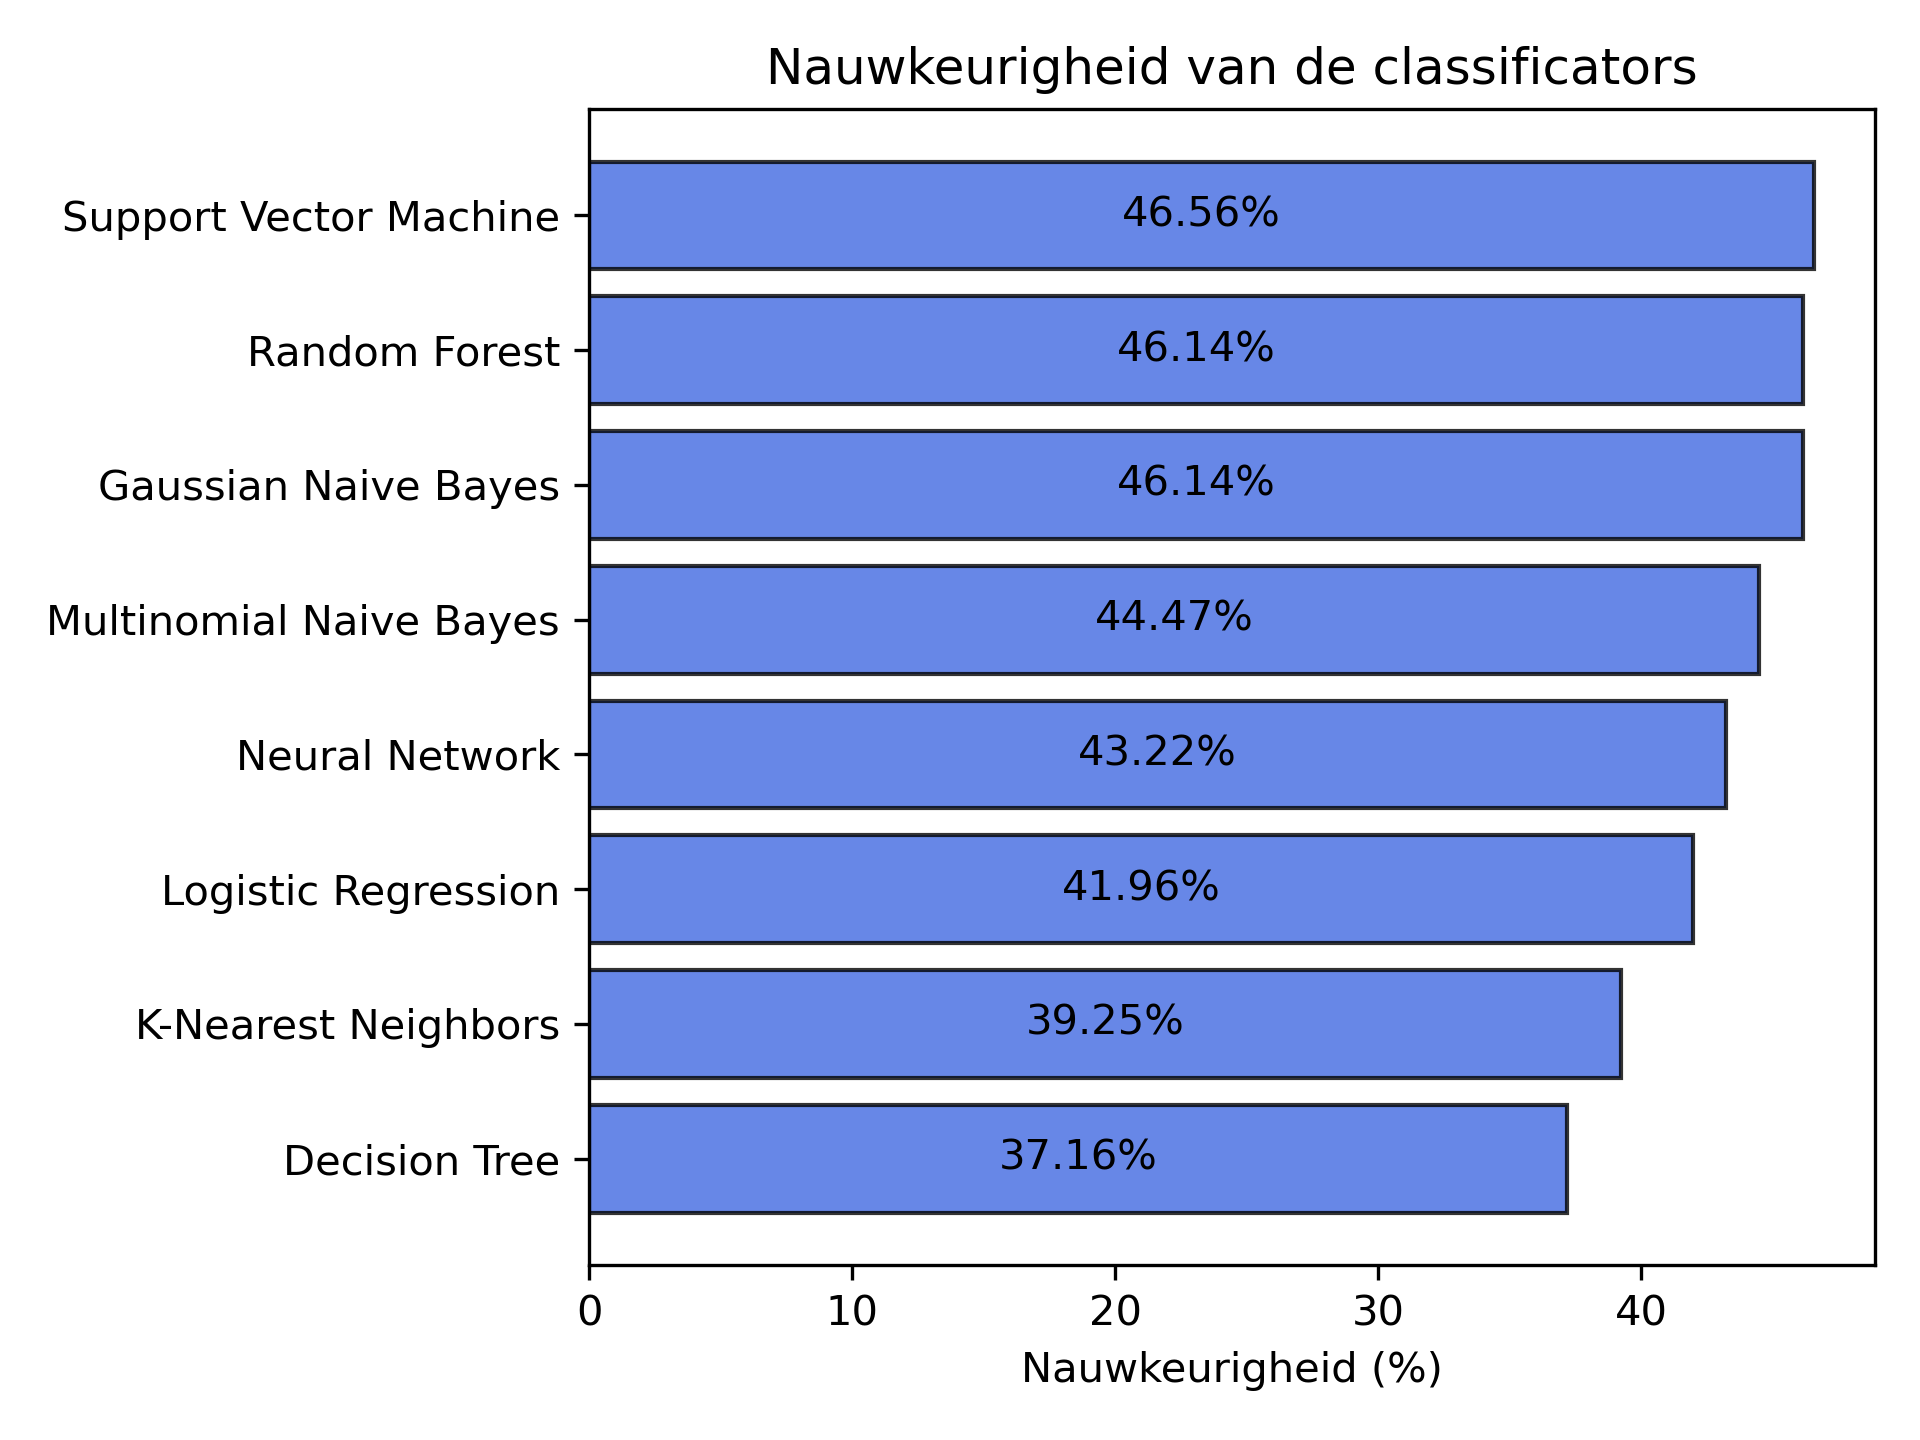 Nauwkeurigheid van de classificators
Support Vector Machine
46.56%
Random Forest
46.14%
Gaussian Naive Bayes
46.14%
Multinomial Naive Bayes
44.47%
Neural Network
43.22%
Logistic Regression
41.96%
K-Nearest Neighbors
39.25%
Decision Tree
37.16%
0 10 20 30 40
Nauwkeurigheid (%)